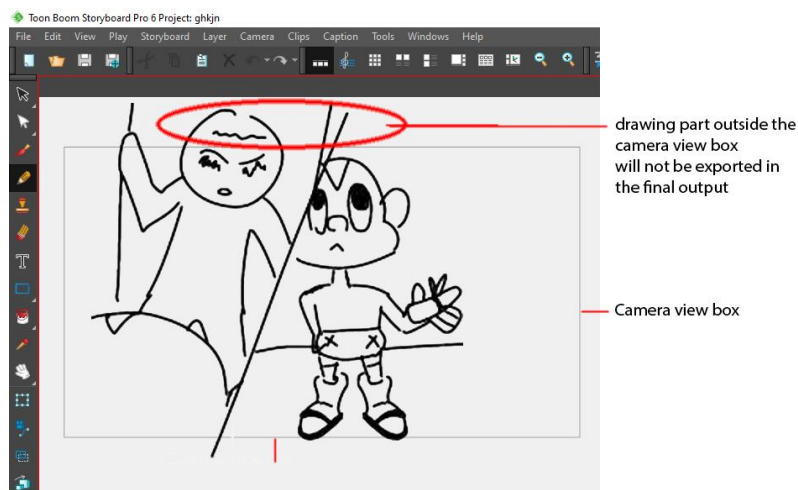 Toon Boom Storyboard Pro 6 Project: ghkjn
File Edit View Play Storyboard Layer Camera Clips Caption Tools Windows Help
drawing part outside the
camera view box
will not be exported in
the final output
Camera view box
T